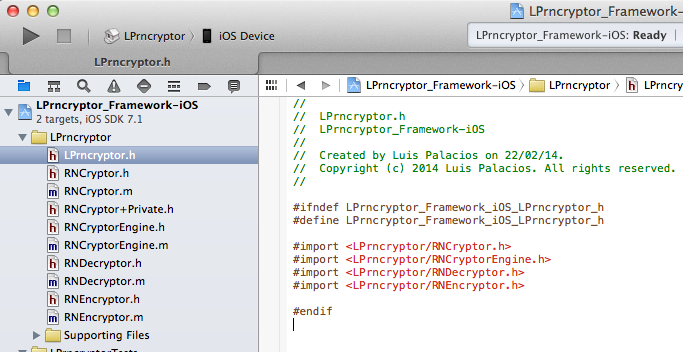 LPrncryptor_Framework-
LPrncryptor
iOS Device
LPrncryptor_Framework-iOS: Ready
LPrncryptor.h
LPrncryptor_Framework-iOS
LPrncryptor
LPrncry
LPrncryptor_Framework-iOS
2 targets, iOS SDK 7.1
LPrncryptor
LPrncryptor.h
RNCryptor.h
RNCryptor.m
RNCryptor+Private.h
RNCryptorEngine.h
RNCryptorEngine.m
RNDecryptor.h
RNDecryptor.m
RNEncryptor.h
RNEncryptor.m
Supporting Files
LPrncryptorTests
//
//  LPrncryptor.h
//  LPrncryptor_Framework-iOS
//
//  Created by Luis Palacios on 22/02/14.
//  Copyright (c) 2014 Luis Palacios. All rights reserved.
//
#ifndef LPrncryptor_Framework_iOS_LPrncryptor_h
#define LPrncryptor_Framework_iOS_LPrncryptor_h
#import <LPrncryptor/RNCryptor.h>
#import <LPrncryptor/RNCryptorEngine.h>
#import <LPrncryptor/RNDecryptor.h>
#import <LPrncryptor/RNEncryptor.h>
#endif